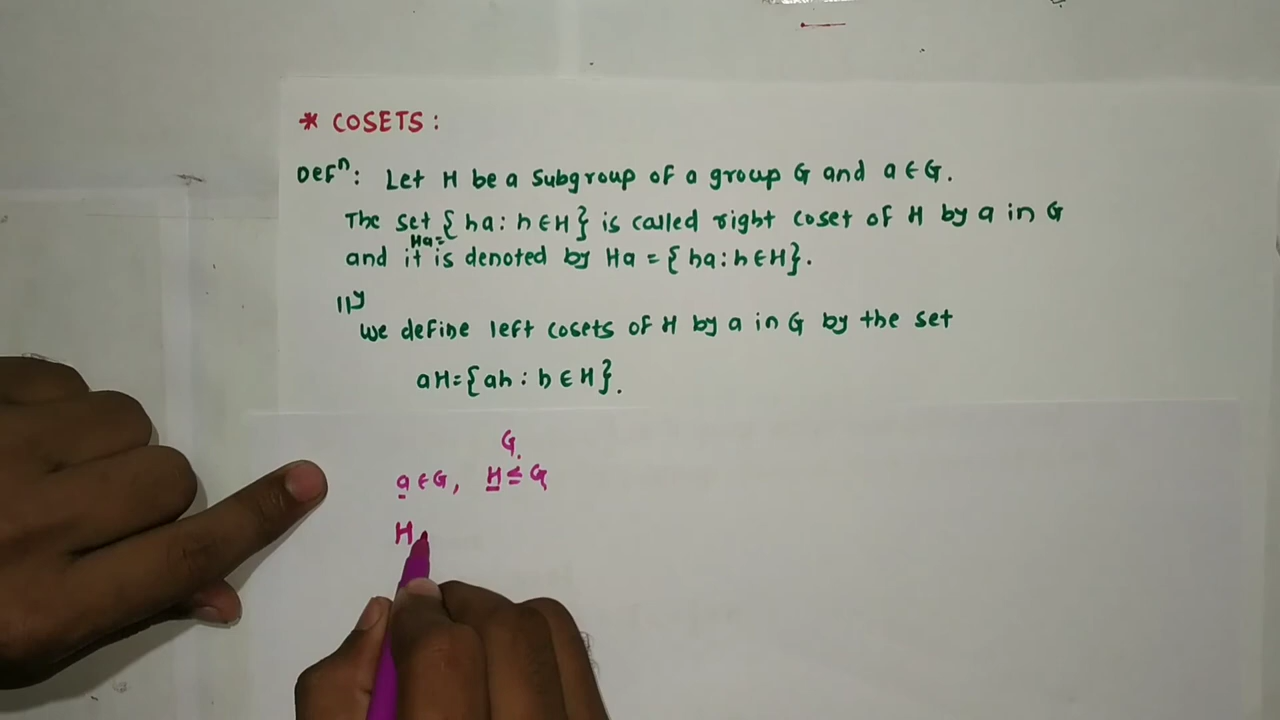 * COSETS:
Defⁿ: Let H be a subgroup of a group G and a ∈ G.
The set {ha : h ∈ H} is called right coset of H by a in G
Ha =
and it is denoted by Ha = {ha : h ∈ H}.
|||ʸ
We define left cosets of H by a in G by the set
aH = {ah : h ∈ H}.
G.
a ∈ G, H ≤ G
H